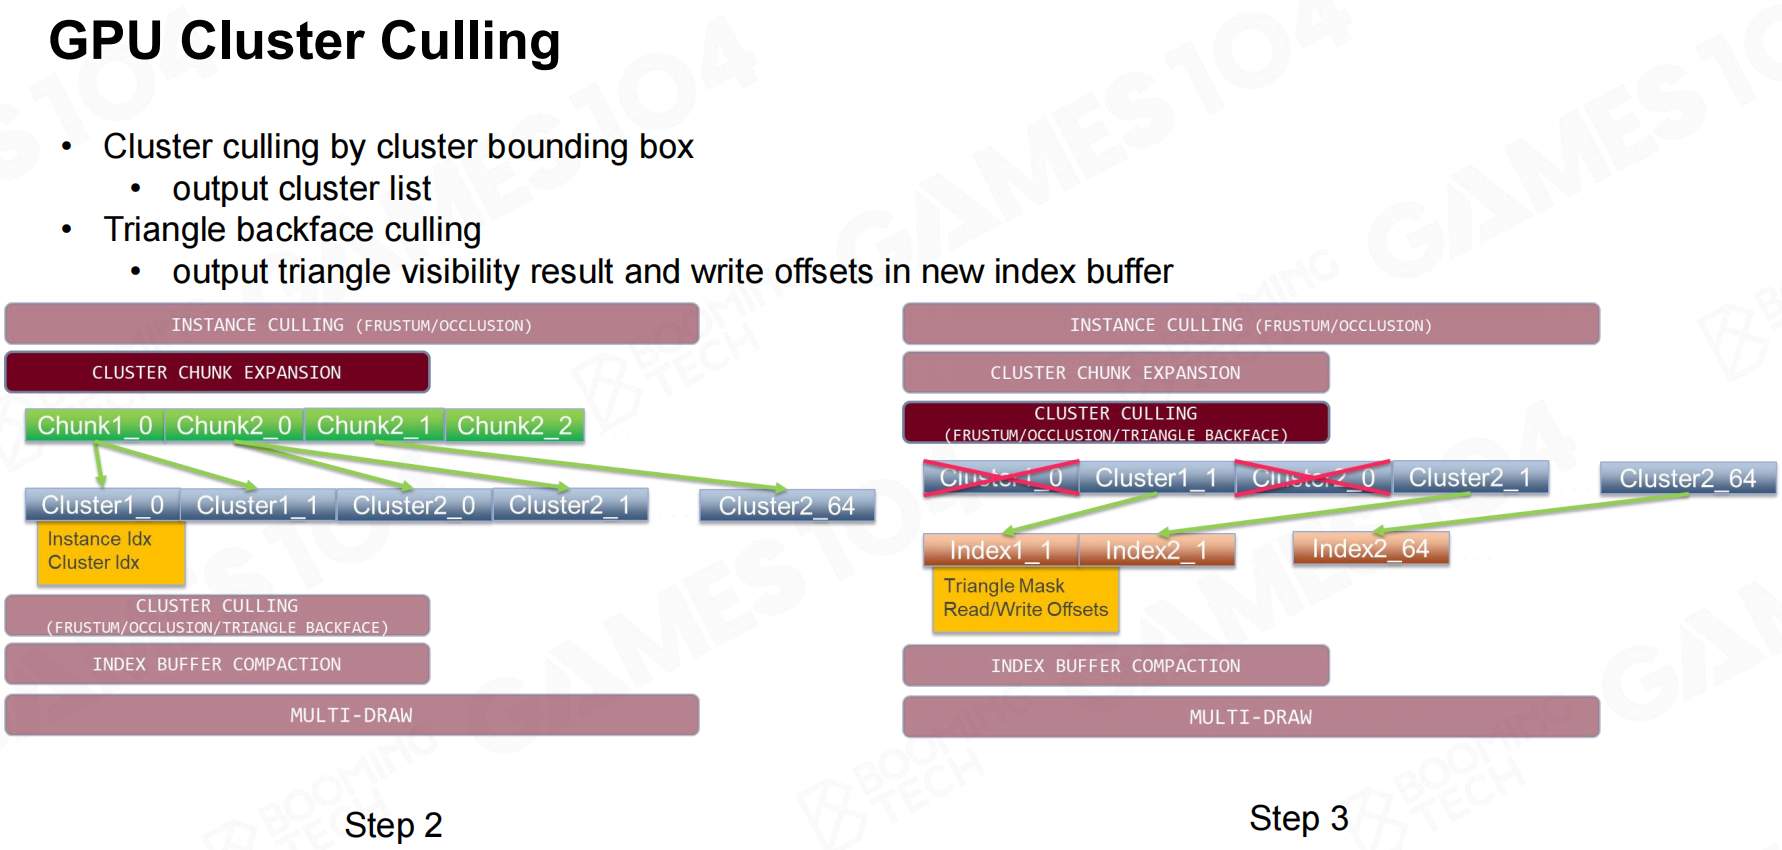 GPU Cluster Culling
• Cluster culling by cluster bounding box
• output cluster list
• Triangle backface culling
• output triangle visibility result and write offsets in new index buffer
INSTANCE CULLING (FRUSTUM/OCCLUSION)
CLUSTER CHUNK EXPANSION
Chunk1_0 Chunk2_0 Chunk2_1 Chunk2_2
Cluster1_0 Cluster1_1 Cluster2_0 Cluster2_1 Cluster2_64
Instance Idx
Cluster Idx
CLUSTER CULLING
(FRUSTUM/OCCLUSION/TRIANGLE BACKFACE)
INDEX BUFFER COMPACTION
MULTI-DRAW
Step 2
INSTANCE CULLING (FRUSTUM/OCCLUSION)
CLUSTER CHUNK EXPANSION
CLUSTER CULLING
(FRUSTUM/OCCLUSION/TRIANGLE BACKFACE)
Cluster1_0 Cluster1_1 Cluster2_0 Cluster2_1 Cluster2_64
Index1_1 Index2_1 Index2_64
Triangle Mask
Read/Write Offsets
INDEX BUFFER COMPACTION
MULTI-DRAW
Step 3
GAMES104
BOOMING
TECH